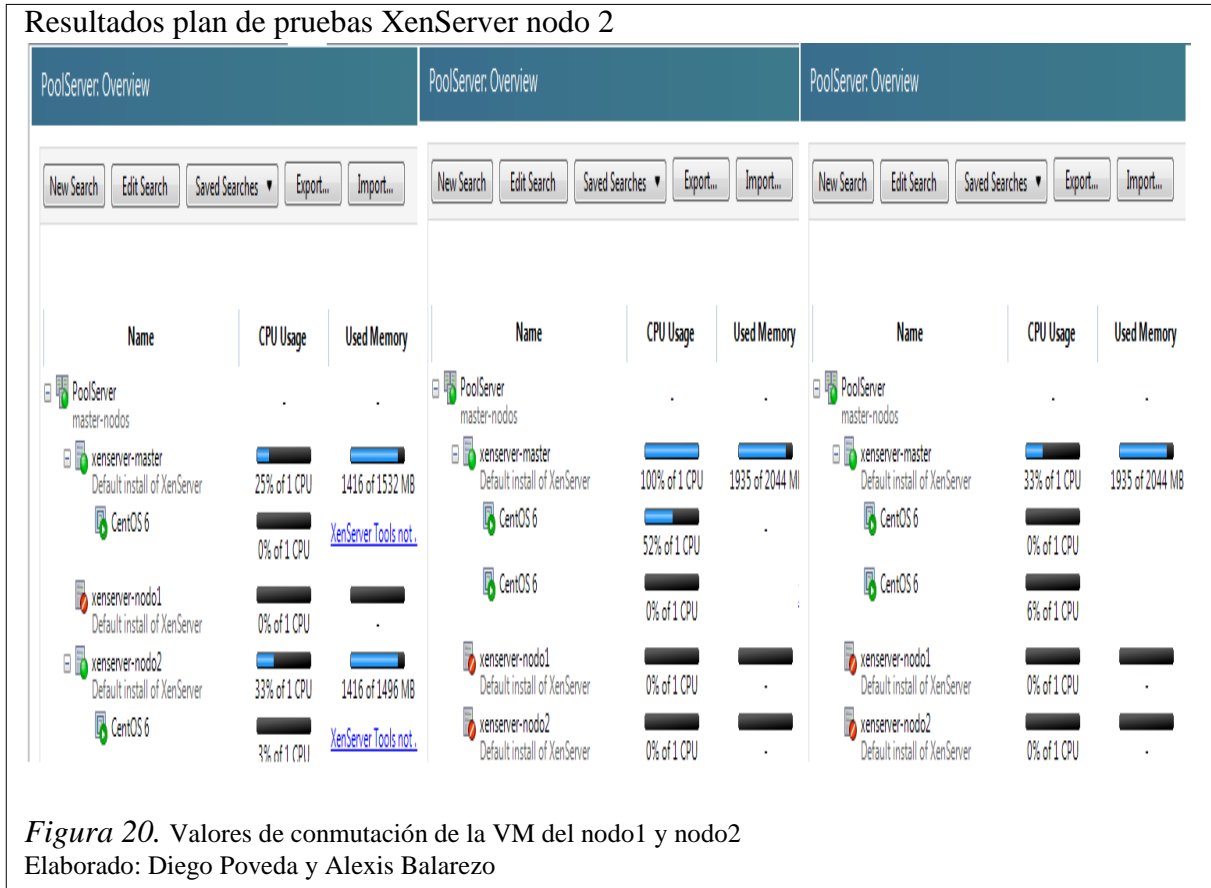 Resultados plan de pruebas XenServer nodo 2
PoolServer: Overview
New Search Edit Search Saved Searches Export... Import...
Name CPU Usage Used Memory
PoolServer - -
master-nodos
xenserver-master
Default install of XenServer 25% of 1 CPU 1416 of 1532 MB
CentOS 6
0% of 1 CPU XenServer Tools not .
xenserver-nodo1
Default install of XenServer 0% of 1 CPU -
xenserver-nodo2
Default install of XenServer 33% of 1 CPU 1416 of 1496 MB
CentOS 6
3% of 1 CPU XenServer Tools not .
PoolServer: Overview
New Search Edit Search Saved Searches Export... Import...
Name CPU Usage Used Memory
PoolServer - -
master-nodos
xenserver-master
Default install of XenServer 100% of 1 CPU 1935 of 2044 MI
CentOS 6 -
52% of 1 CPU
CentOS 6
0% of 1 CPU
xenserver-nodo1
Default install of XenServer 0% of 1 CPU -
xenserver-nodo2
Default install of XenServer 0% of 1 CPU -
PoolServer: Overview
New Search Edit Search Saved Searches Export... Import...
Name CPU Usage Used Memory
PoolServer - -
master-nodos
xenserver-master
Default install of XenServer 33% of 1 CPU 1935 of 2044 MB
CentOS 6
0% of 1 CPU
CentOS 6
6% of 1 CPU
xenserver-nodo1
Default install of XenServer 0% of 1 CPU -
xenserver-nodo2
Default install of XenServer 0% of 1 CPU -
Figura 20. Valores de conmutación de la VM del nodo1 y nodo2
Elaborado: Diego Poveda y Alexis Balarezo